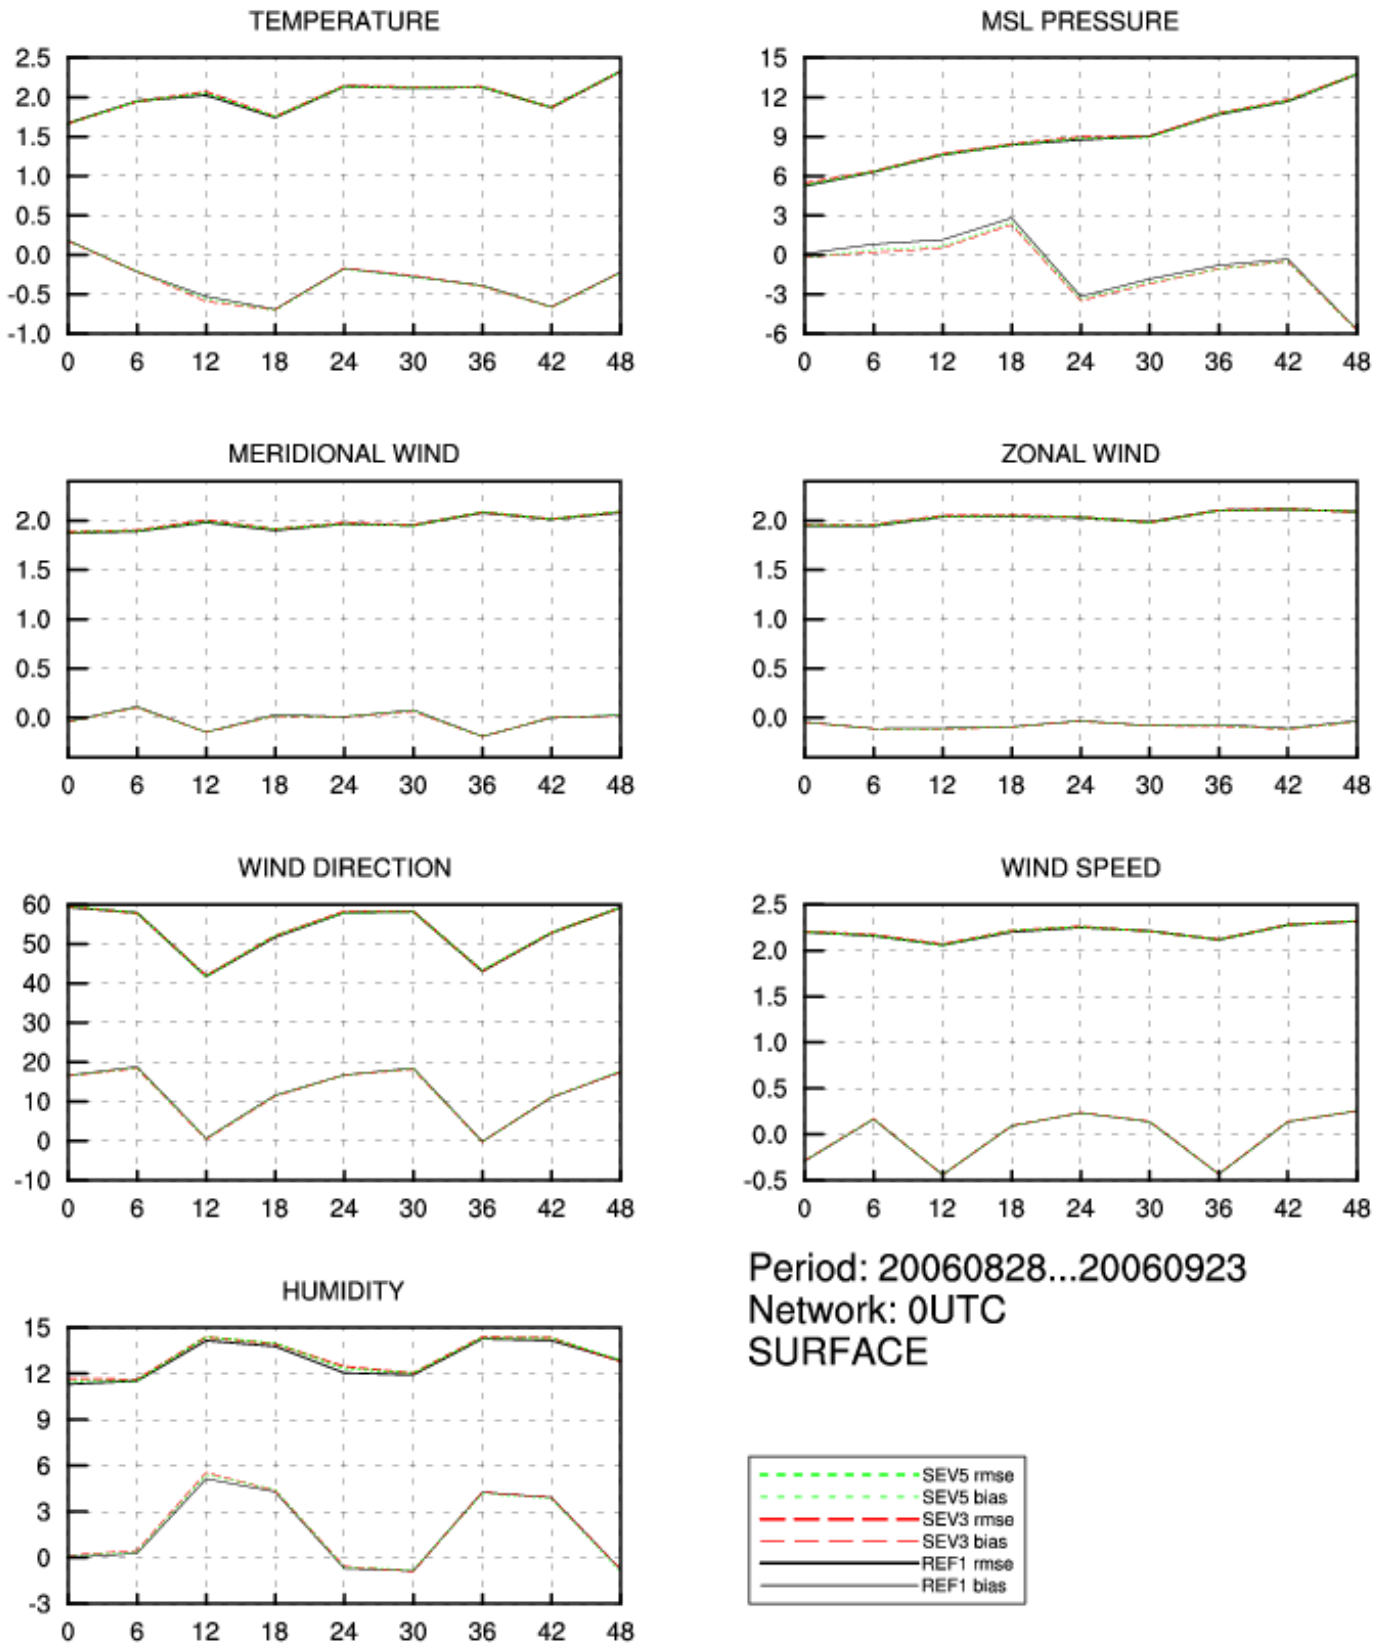 TEMPERATURE
2.5
2.0
1.5
1.0
0.5
0.0
-0.5
-1.0
0 6 12 18 24 30 36 42 48
MSL PRESSURE
15
12
9
6
3
0
-3
-6
0 6 12 18 24 30 36 42 48
MERIDIONAL WIND
2.0
1.5
1.0
0.5
0.0
0 6 12 18 24 30 36 42 48
ZONAL WIND
2.0
1.5
1.0
0.5
0.0
0 6 12 18 24 30 36 42 48
WIND DIRECTION
60
50
40
30
20
10
0
-10
0 6 12 18 24 30 36 42 48
WIND SPEED
2.5
2.0
1.5
1.0
0.5
0.0
-0.5
0 6 12 18 24 30 36 42 48
HUMIDITY
15
12
9
6
3
0
-3
0 6 12 18 24 30 36 42 48
Period: 20060828...20060923
Network: 0UTC
SURFACE
SEV5 rmse
SEV5 bias
SEV3 rmse
SEV3 bias
REF1 rmse
REF1 bias